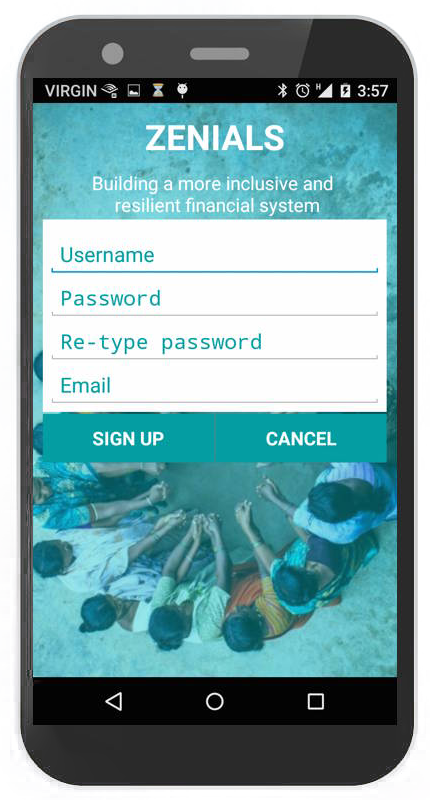 VIRGIN H 3:57
ZENIALS
Building a more inclusive and
resilient financial system
Username
Password
Re-type password
Email
SIGN UP CANCEL